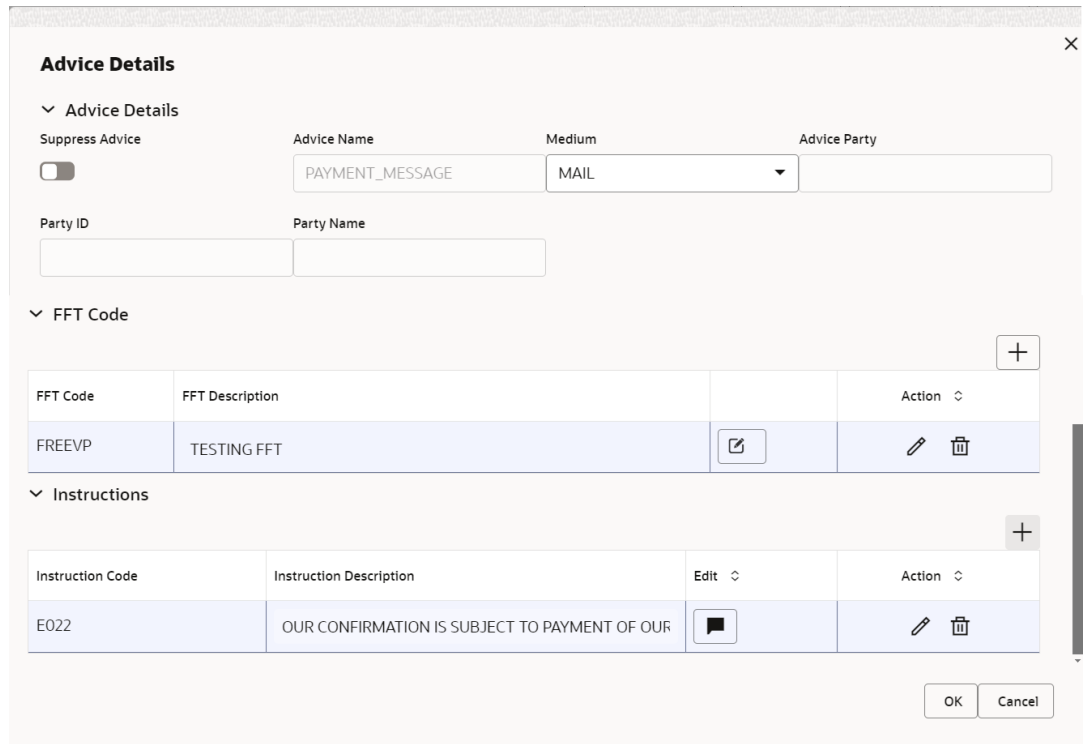 Advice Details
Advice Details
Suppress Advice Advice Name Medium Advice Party
PAYMENT_MESSAGE MAIL
Party ID Party Name
FFT Code
FFT Code FFT Description Action
FREEVP TESTING FFT
Instructions
Instruction Code Instruction Description Edit Action
E022 OUR CONFIRMATION IS SUBJECT TO PAYMENT OF OUR
OK Cancel